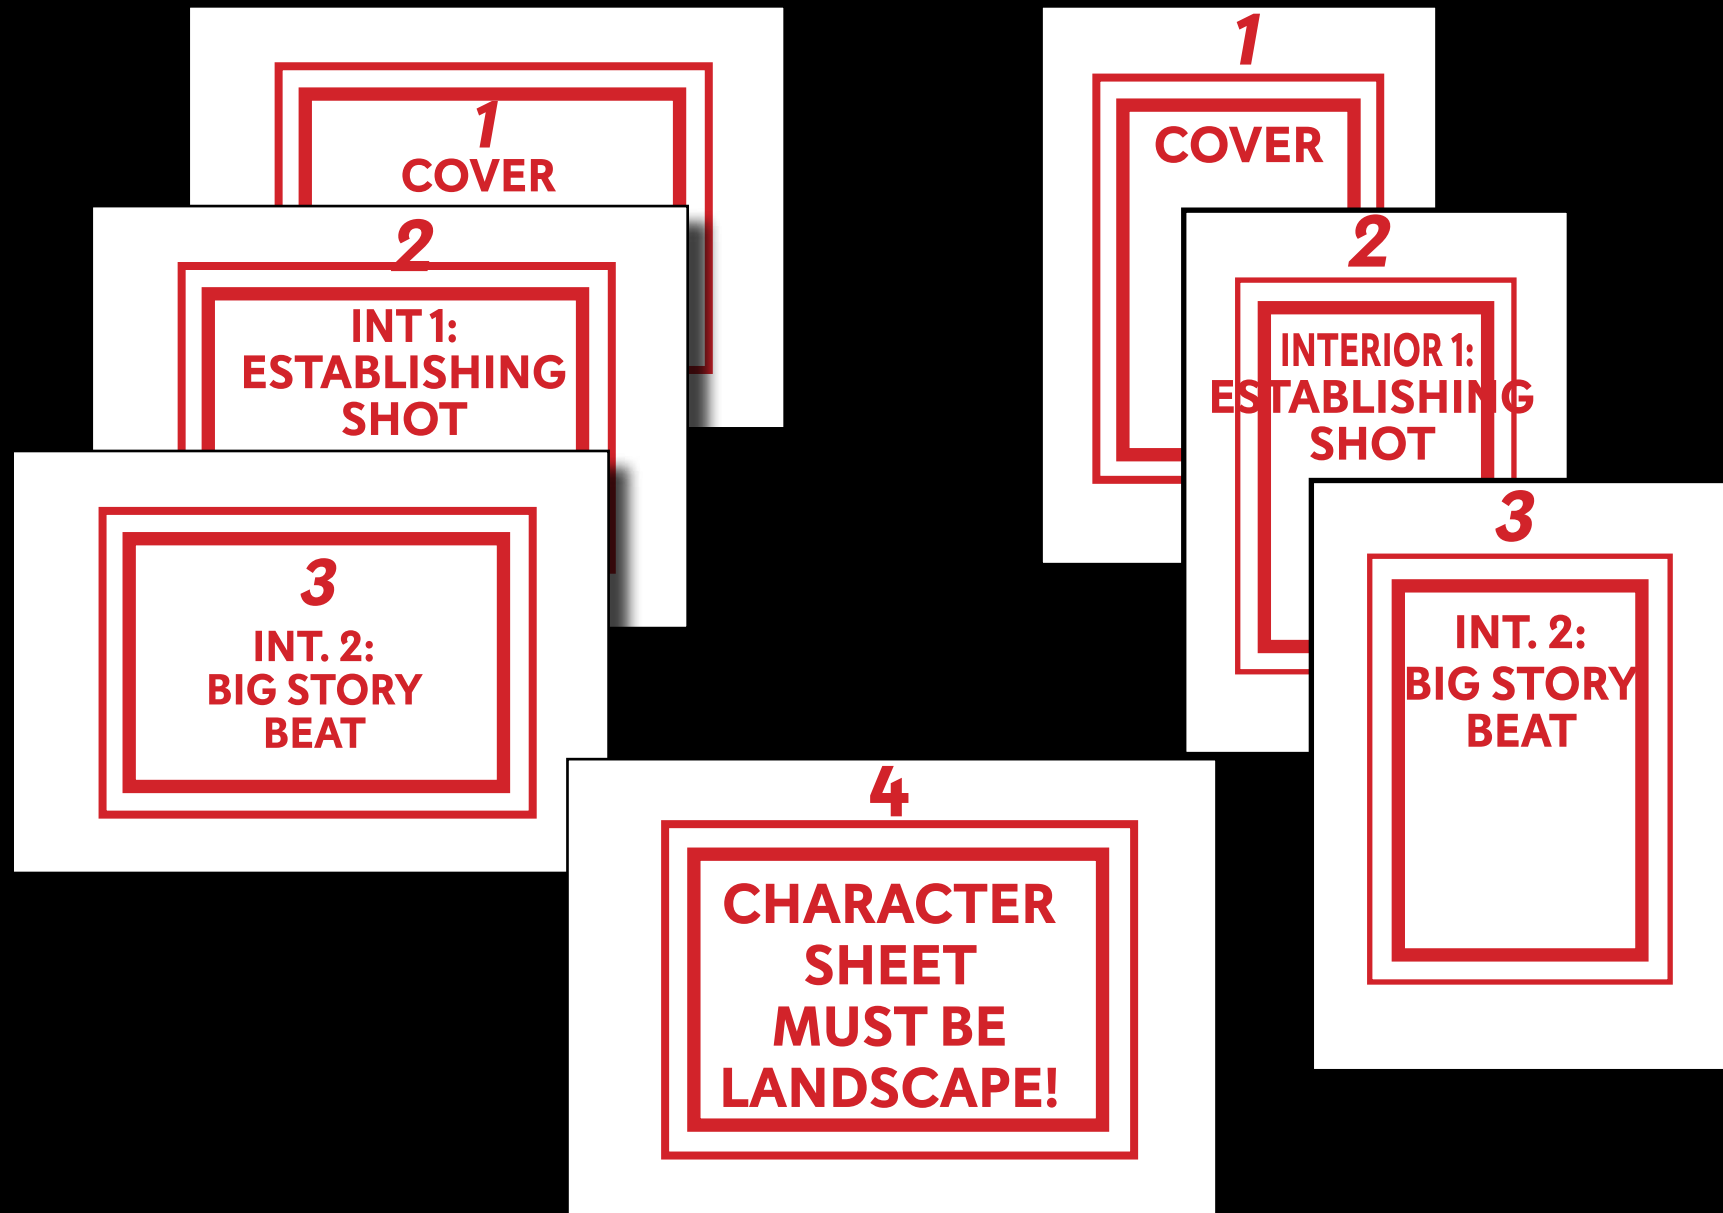 1
COVER
2
INT 1:
ESTABLISHING
SHOT
3
INT. 2:
BIG STORY
BEAT
1
COVER
2
INTERIOR 1:
ESTABLISHING
SHOT
3
INT. 2:
BIG STORY
BEAT
4
CHARACTER
SHEET
MUST BE
LANDSCAPE!